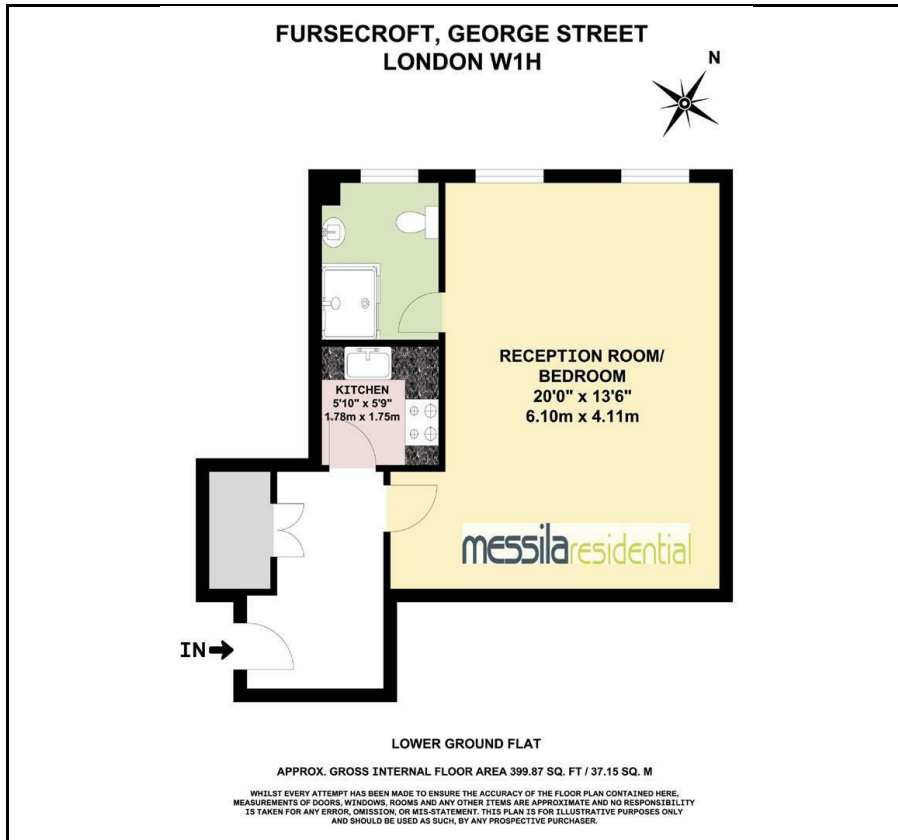 FURSECROFT, GEORGE STREET
LONDON W1H
N
KITCHEN
5'10" x 5'9"
1.78m x 1.75m
RECEPTION ROOM/
BEDROOM
20'0" x 13'6"
6.10m x 4.11m
messilaresidential
IN
LOWER GROUND FLAT
APPROX. GROSS INTERNAL FLOOR AREA 399.87 SQ. FT / 37.15 SQ. M
WHILST EVERY ATTEMPT HAS BEEN MADE TO ENSURE THE ACCURACY OF THE FLOOR PLAN CONTAINED HERE,
MEASUREMENTS OF DOORS, WINDOWS, ROOMS AND ANY OTHER ITEMS ARE APPROXIMATE AND NO RESPONSIBILITY
IS TAKEN FOR ANY ERROR, OMISSION, OR MIS-STATEMENT. THIS PLAN IS FOR ILLUSTRATIVE PURPOSES ONLY
AND SHOULD BE USED AS SUCH, BY ANY PROSPECTIVE PURCHASER.